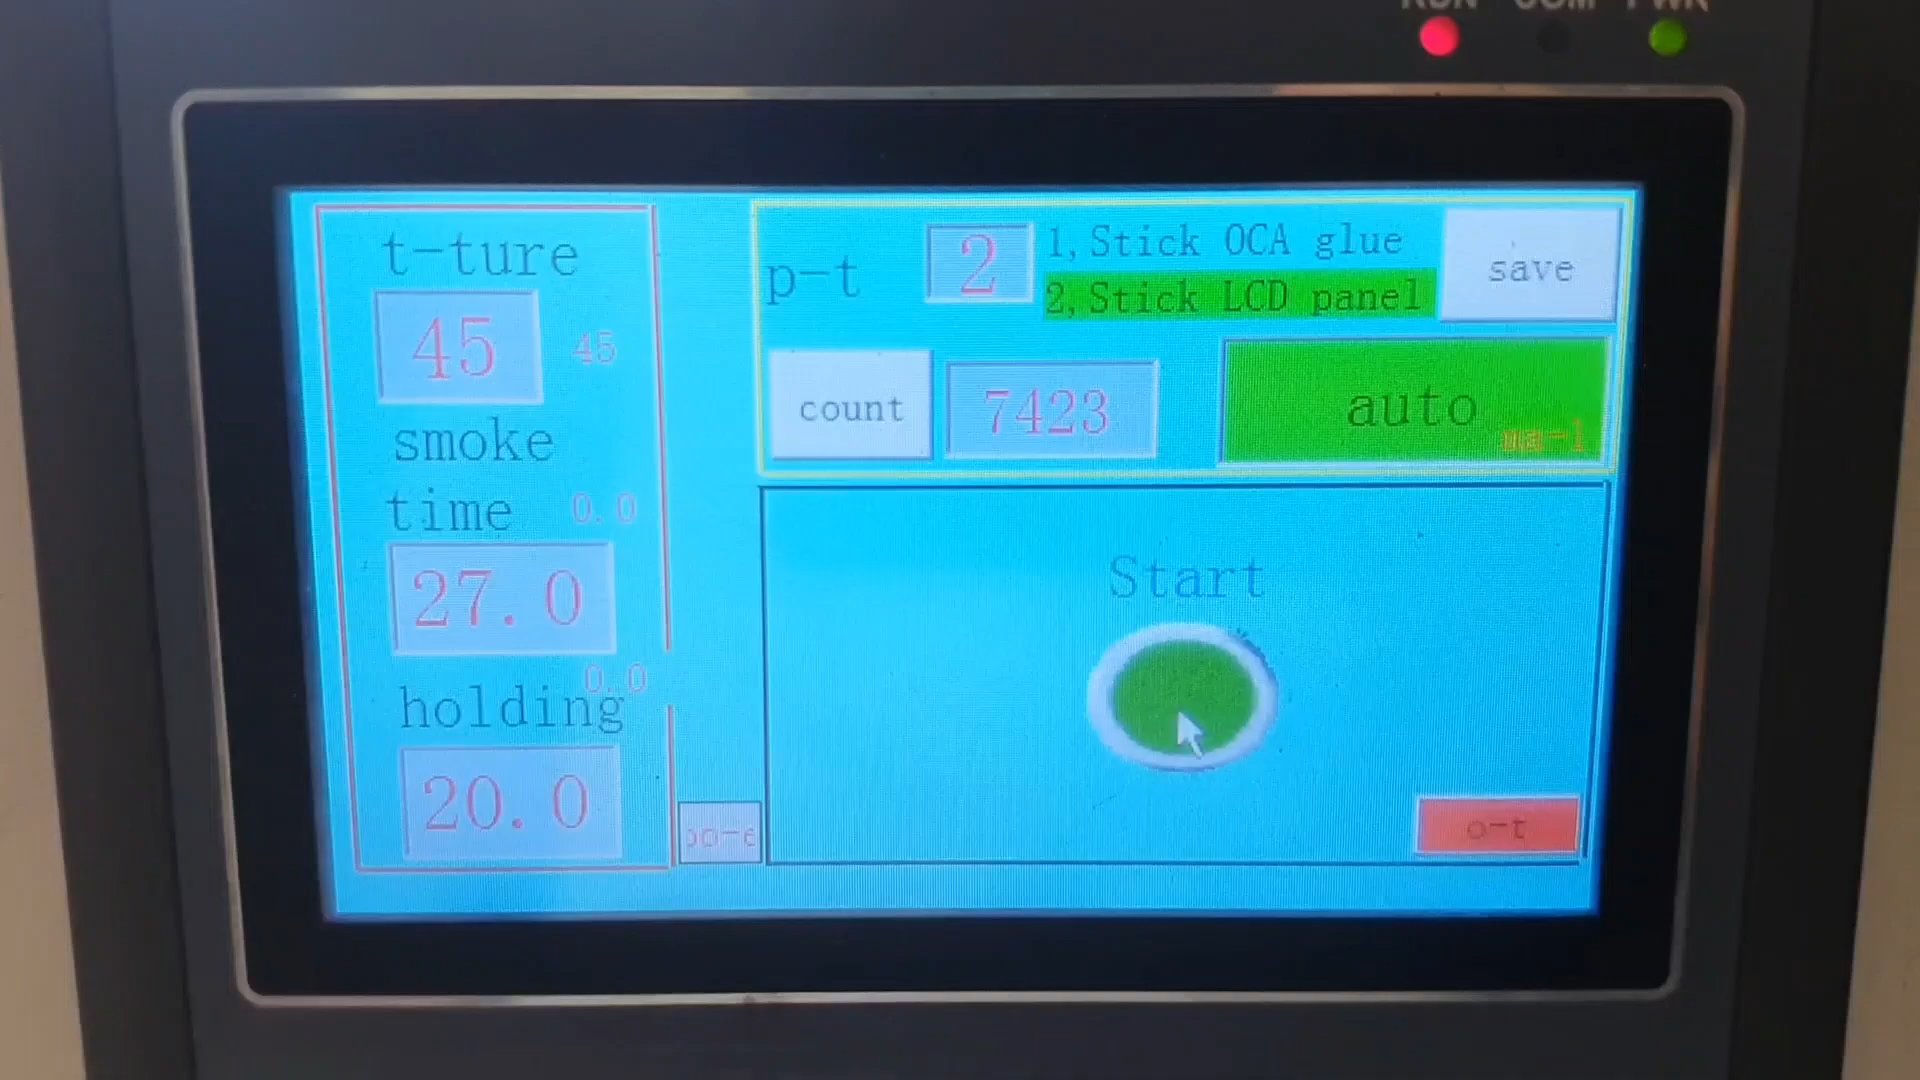 RUN COM PWR
t-ture
45 45
smoke
time 0.0
27.0
0.0
holding
20.0
p-t 2
1,Stick OCA glue
2,Stick LCD panel
save
count 7423
auto
Start
o-t